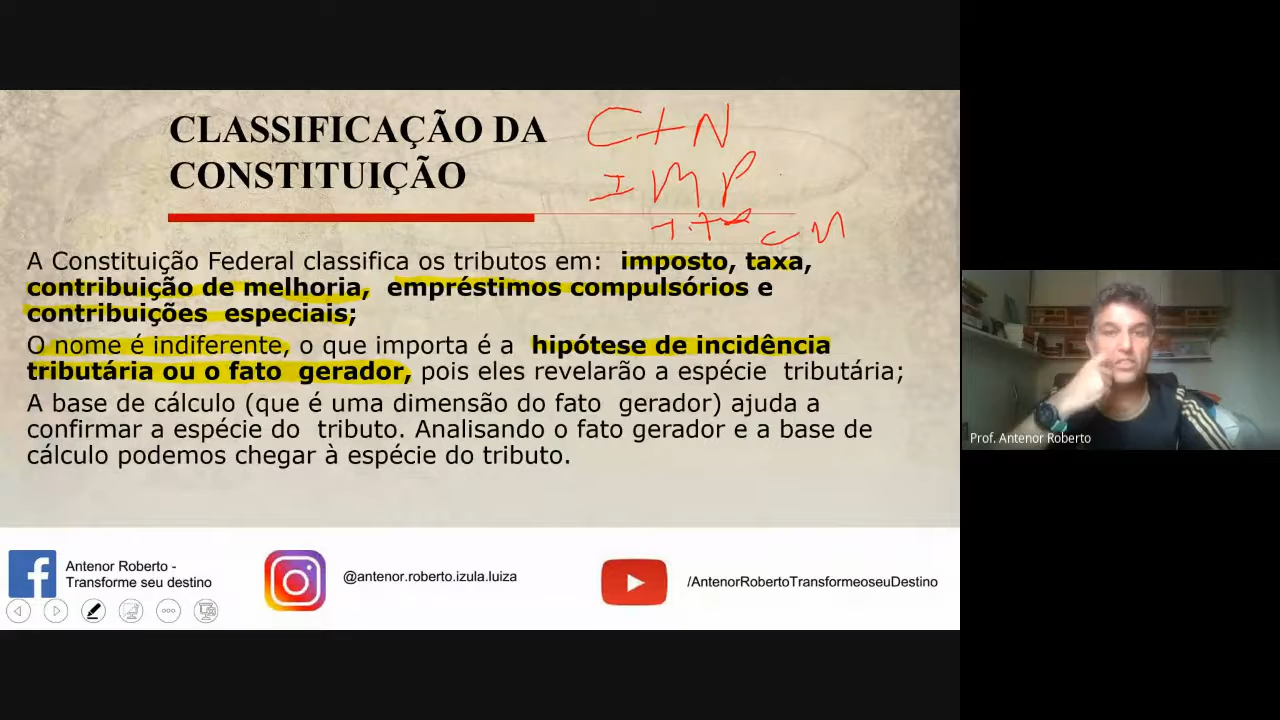 CLASSIFICAÇÃO DA
CONSTITUIÇÃO
CTN
IMP
CM
A Constituição Federal classifica os tributos em: imposto, taxa,
contribuição de melhoria, empréstimos compulsórios e
contribuições especiais;
O nome é indiferente, o que importa é a hipótese de incidência
tributária ou o fato gerador, pois eles revelarão a espécie tributária;
A base de cálculo (que é uma dimensão do fato gerador) ajuda a
confirmar a espécie do tributo. Analisando o fato gerador e a base de
cálculo podemos chegar à espécie do tributo.
Antenor Roberto -
Transforme seu destino
@antenor.roberto.izula.luiza
/AntenorRobertoTransformeoseuDestino
Prof. Antenor Roberto